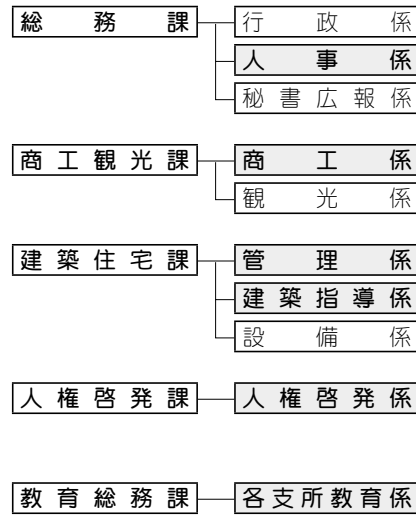 総務課 行政係
人事係
秘書広報係
商工観光課 商工係
観光係
建築住宅課 管理係
建築指導係
設備係
人権啓発課 人権啓発係
教育総務課 各支所教育係